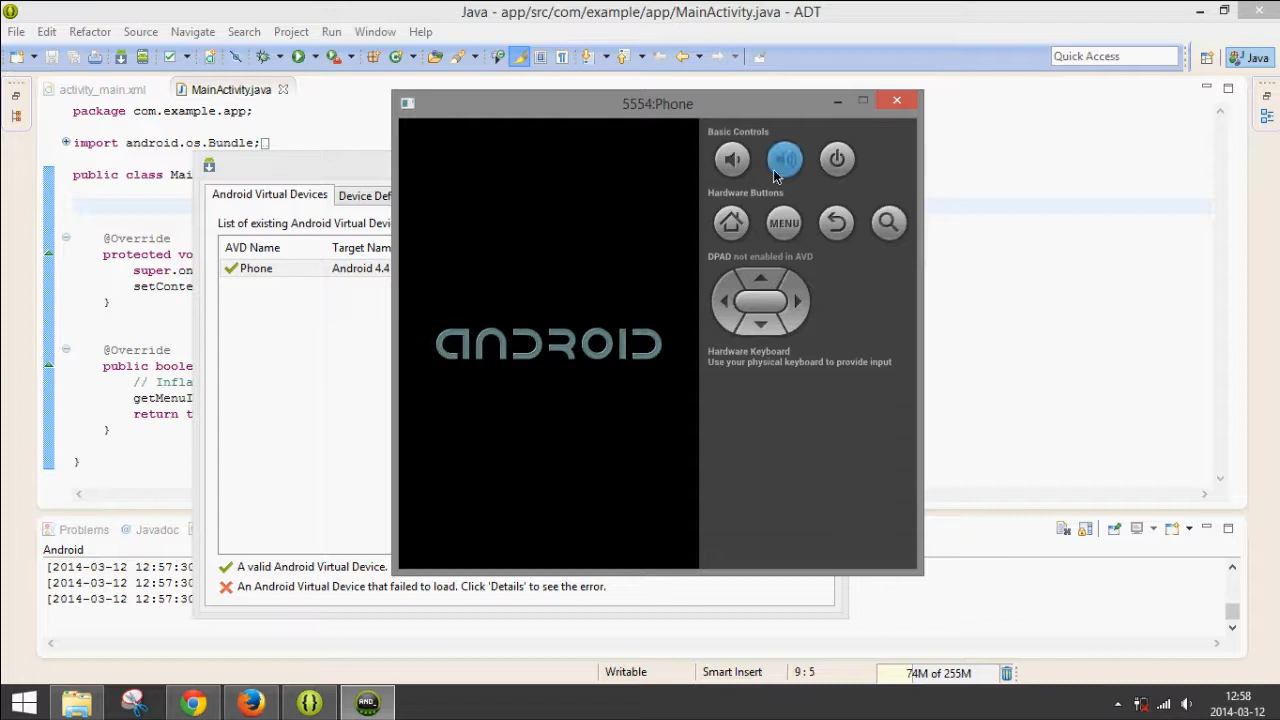 Java - app/src/com/example/app/MainActivity.java - ADT
File Edit Refactor Source Navigate Search Project Run Window Help
Quick Access
Java
activity_main.xml
MainActivity.java
package com.example.app;
import android.os.Bundle;
public class Mai
@Override
protected vo
super.on
setConte
}
@Override
public boole
// Infla
getMenuI
return t
}
}
Android Virtual Devices
Device Def
List of existing Android Virtual Devi
AVD Name
Target Nam
Phone
Android 4.4
A valid Android Virtual Device.
An Android Virtual Device that failed to load. Click 'Details' to see the error.
5554:Phone
ANDROID
Basic Controls
Hardware Buttons
MENU
DPAD not enabled in AVD
Hardware Keyboard
Use your physical keyboard to provide input
Problems
@ Javadoc
Android
[2014-03-12 12:57:30
[2014-03-12 12:57:30
[2014-03-12 12:57:30
Writable
Smart Insert
9 : 5
74M of 255M
AND_
12:58
2014-03-12